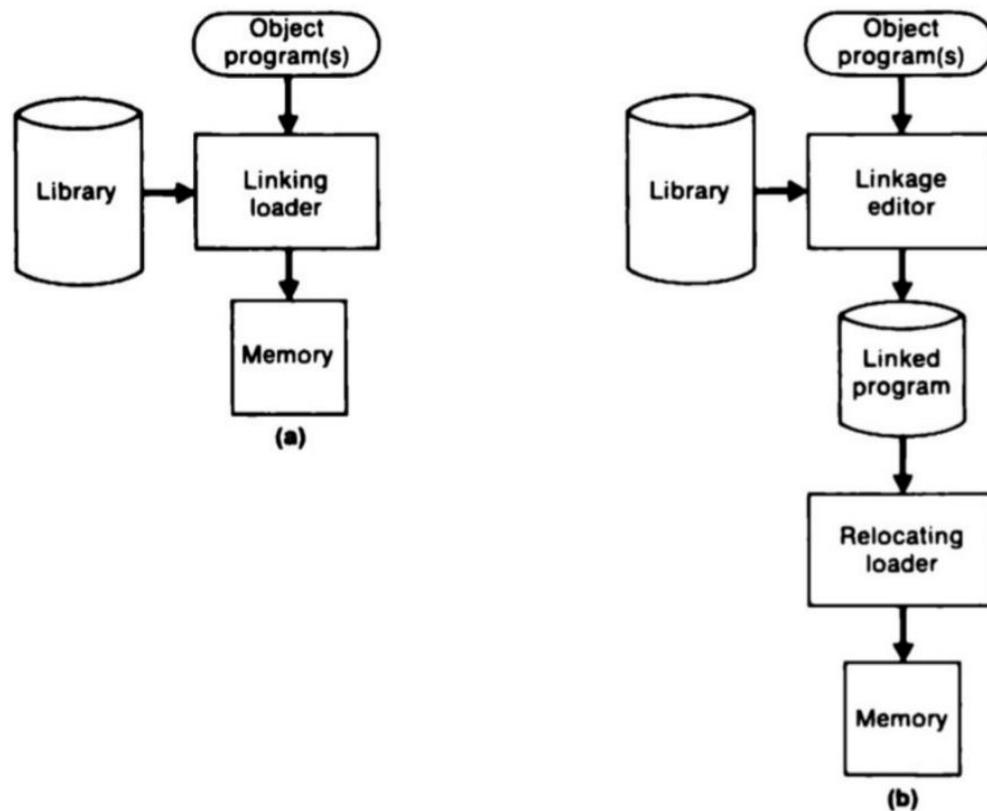 Object
program(s)
Library
Linking
loader
Memory
(a)
Object
program(s)
Library
Linkage
editor
Linked
program
Relocating
loader
Memory
(b)